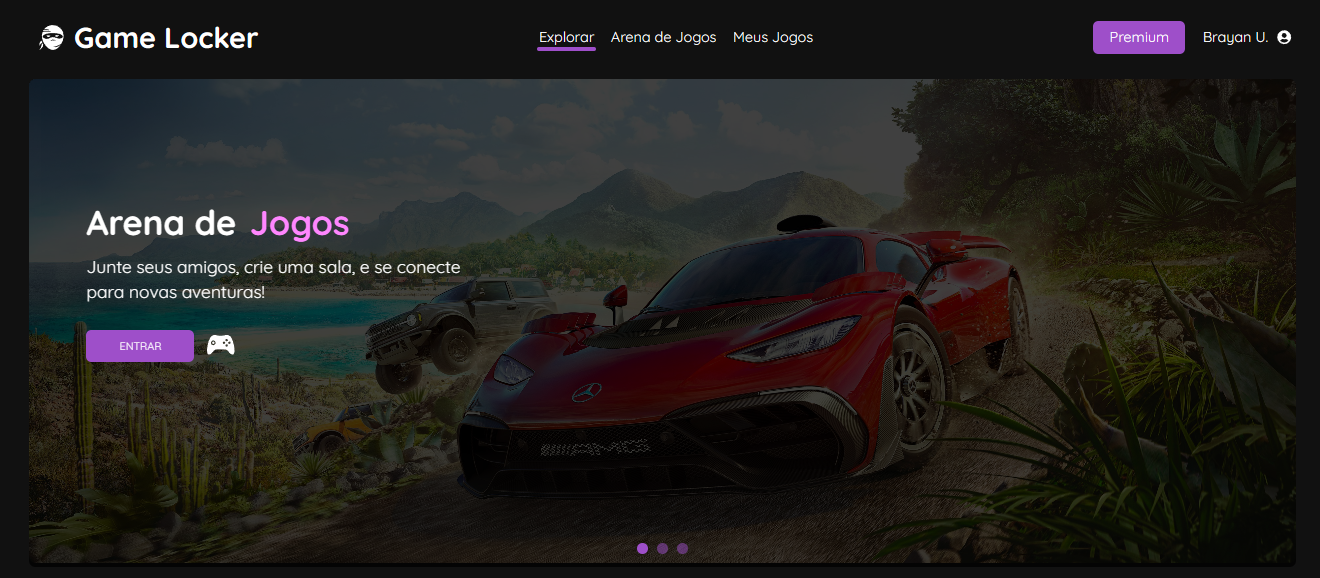 Game Locker
Explorar
Arena de Jogos
Meus Jogos
Premium
Brayan U.
Arena de Jogos
Junte seus amigos, crie uma sala, e se conecte
para novas aventuras!
ENTRAR
AMG